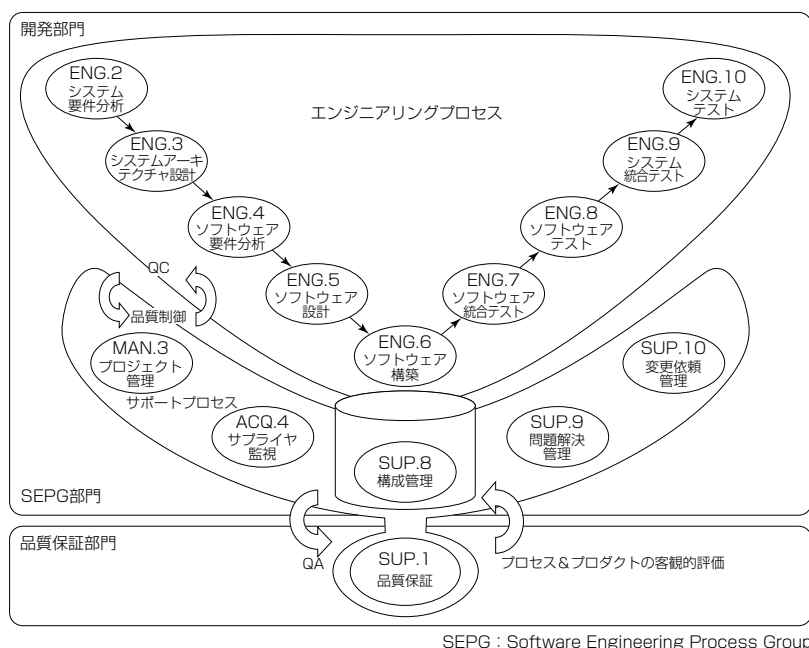 開発部門
ENG.2
システム
要件分析
ENG.3
システムアーキ
テクチャ設計
ENG.4
ソフトウェア
要件分析
ENG.5
ソフトウェア
設計
ENG.6
ソフトウェア
構築
ENG.7
ソフトウェア
統合テスト
ENG.8
ソフトウェア
テスト
ENG.9
システム
統合テスト
ENG.10
システム
テスト
エンジニアリングプロセス
QC
品質制御
MAN.3
プロジェクト
管理
サポートプロセス
ACQ.4
サプライヤ
監視
SUP.8
構成管理
SUP.9
問題解決
管理
SUP.10
変更依頼
管理
SEPG部門
品質保証部門
QA
SUP.1
品質保証
プロセス＆プロダクトの客観的評価
SEPG：Software Engineering Process Group